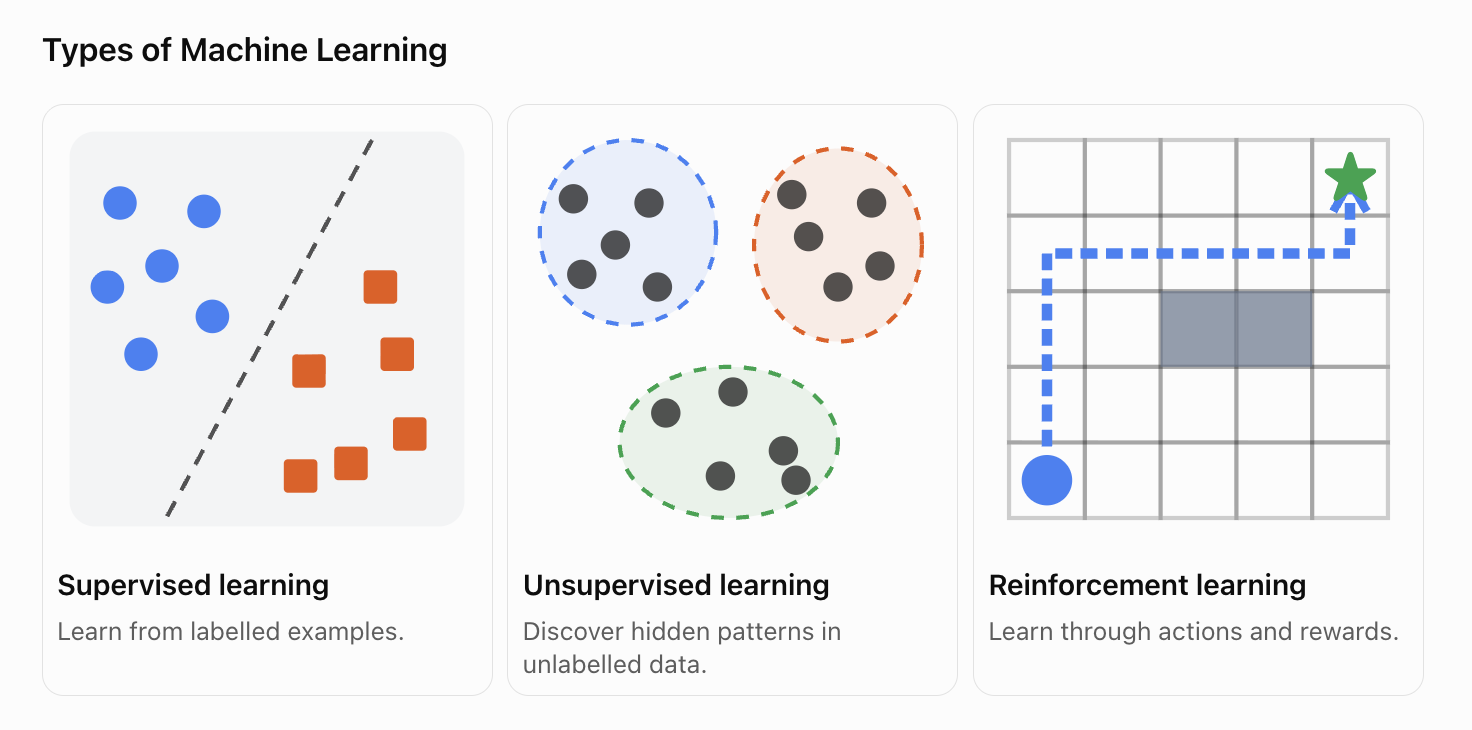 Types of Machine Learning
Supervised learning
Learn from labelled examples.
Unsupervised learning
Discover hidden patterns in
unlabelled data.
Reinforcement learning
Learn through actions and rewards.